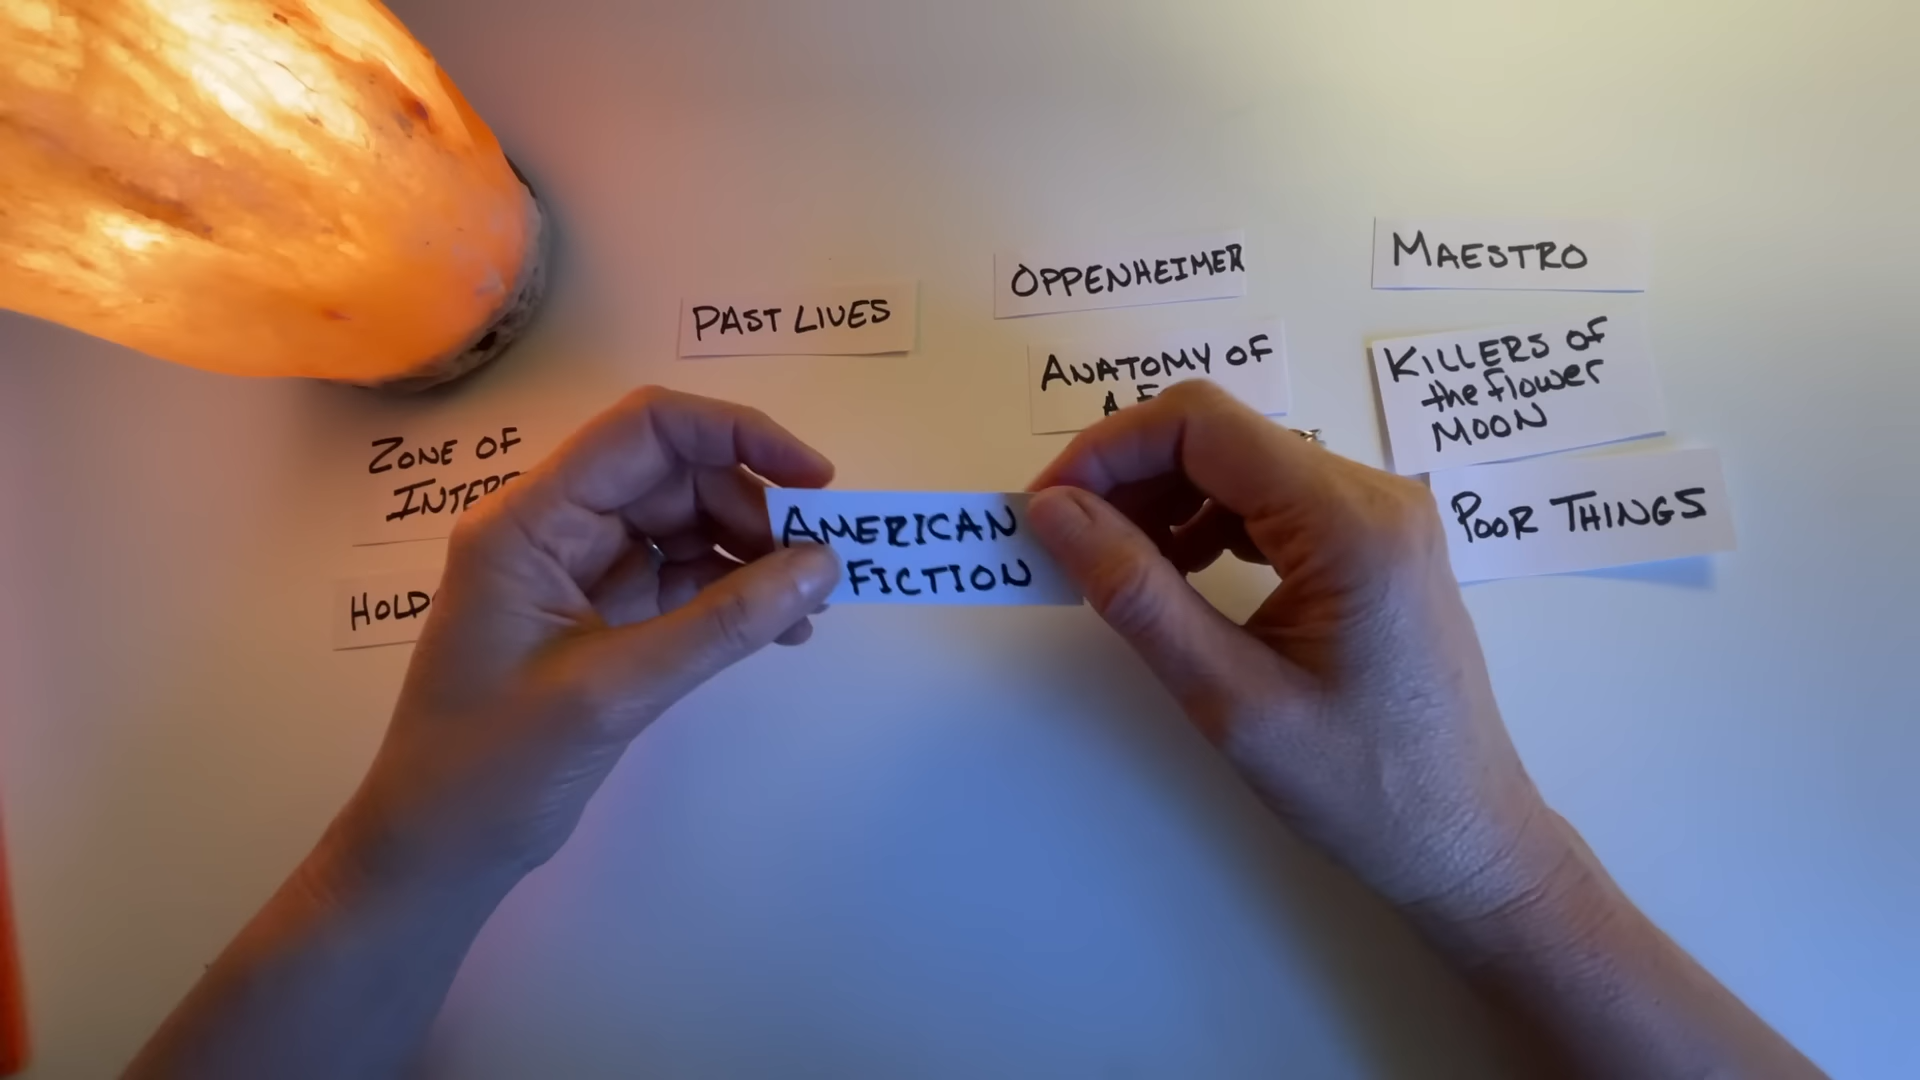 PAST LIVES
OPPENHEIMER
MAESTRO
ANATOMY OF
A
KILLERS OF
the flower
MOON
ZONE OF
POOR THINGS
AMERICAN
FICTION